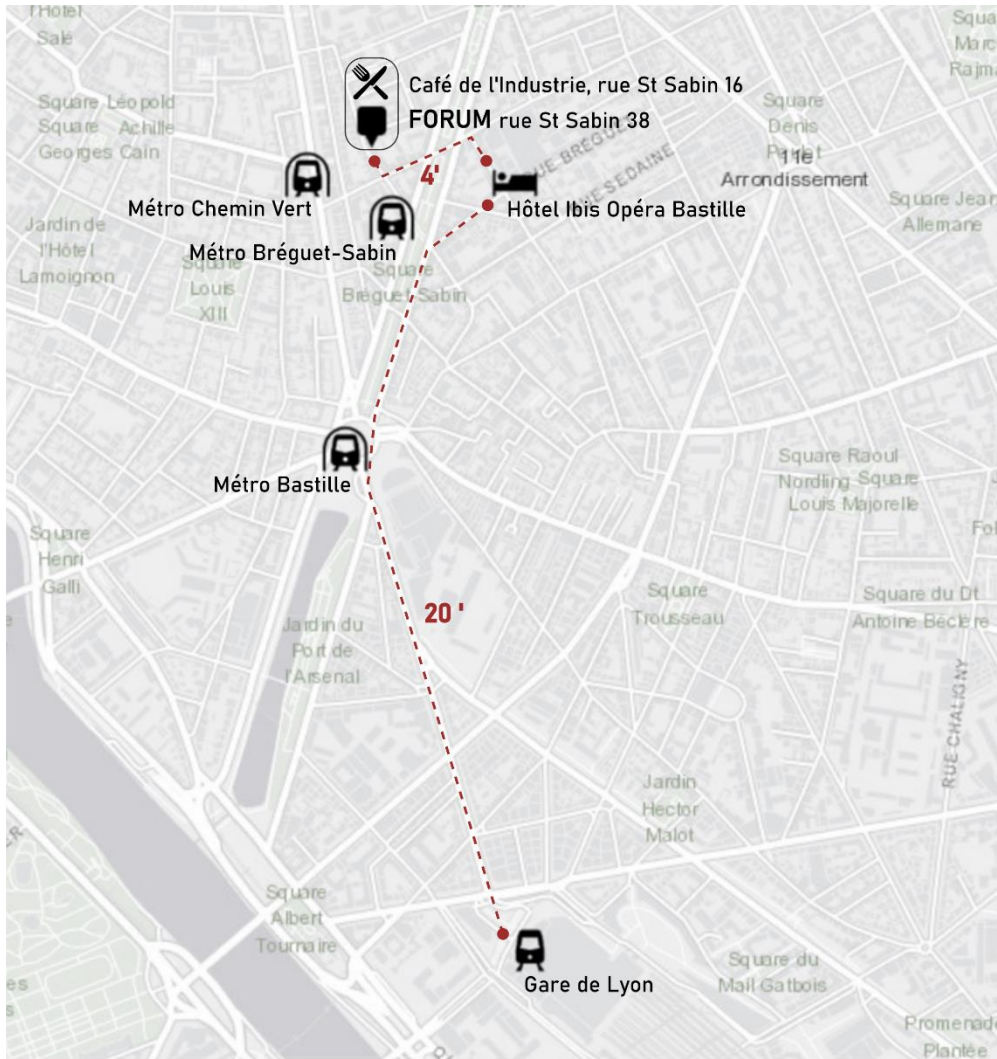 l'Hôtel
Salé
Café de l'Industrie, rue St Sabin 16
FORUM rue St Sabin 38
Square Léopold
Square Achille
Georges Cain
Square
Denis
11e
Arrondissement
RUE BRÉGUET
SEDAINE
4'
Métro Chemin Vert
Hôtel Ibis Opéra Bastille
Square Jean
Allemane
Jardin de
l'Hôtel
Lamoignon
Métro Bréguet-Sabin
Square
Louis
XIII
Square
Bréguet-Sabin
Métro Bastille
Square Raoul
Nordling Square
Louis Majorelle
Square
Henri
Galli
20 '
Square
Trousseau
Square du Dt
Antoine Béclère
Jardin du
Port de
l'Arsenal
RUE CHALIGNY
Jardin
Hector
Malot
Square
Albert
Tournaire
Gare de Lyon
Square du
Mail Gatbois
Promenade
Plantée